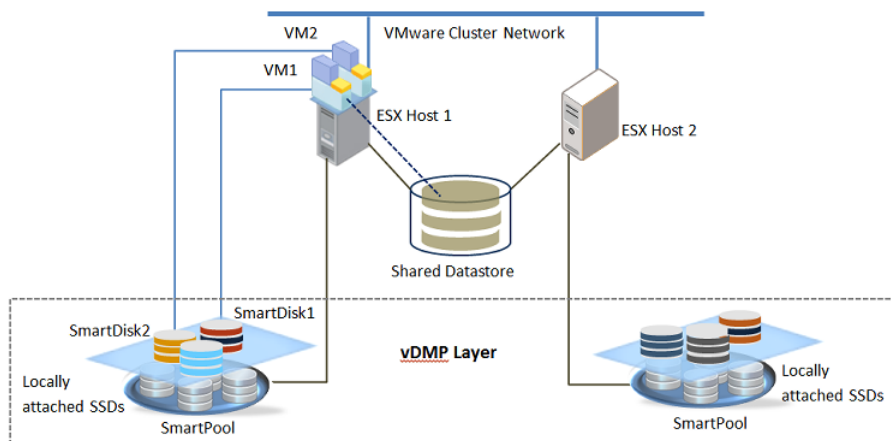 VM2
VMware Cluster Network
VM1
ESX Host 1
ESX Host 2
Shared Datastore
SmartDisk1
SmartDisk2
vDMP Layer
Locally
attached SSDs
Locally
attached SSDs
SmartPool
SmartPool